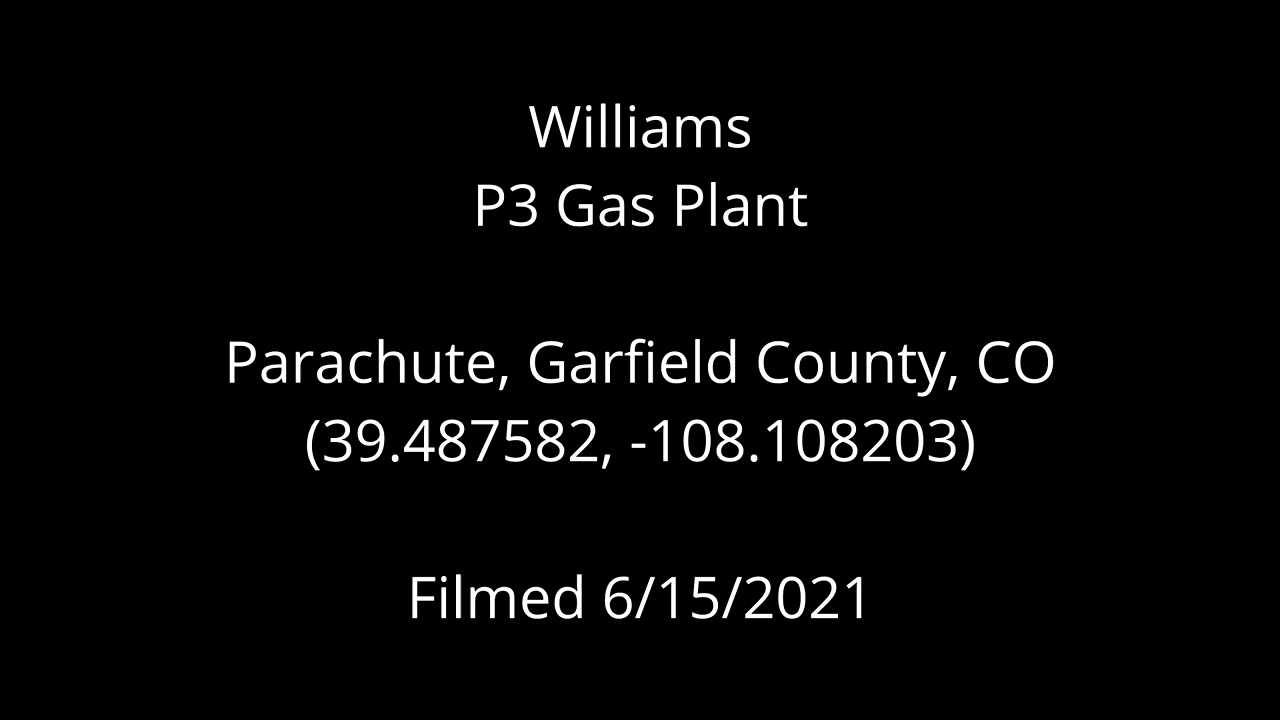 Williams
P3 Gas Plant
Parachute, Garfield County, CO
(39.487582, -108.108203)
Filmed 6/15/2021